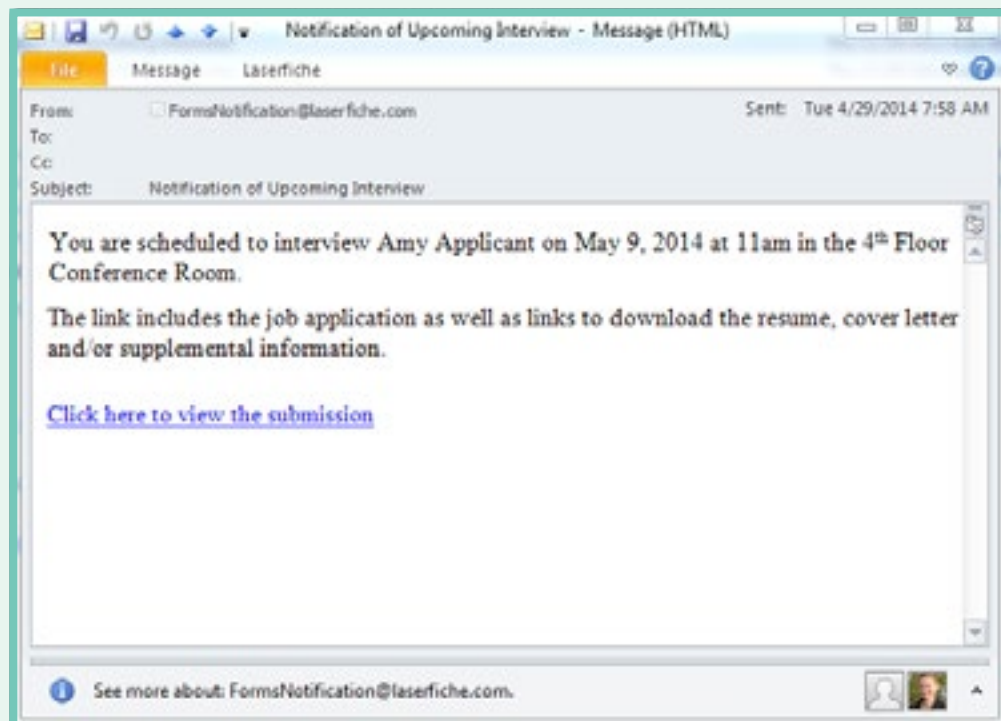 Notification of Upcoming Interview - Message (HTML)
File Message Laserfiche
From: FormsNotification@laserfiche.com Sent: Tue 4/29/2014 7:58 AM
To:
Cc:
Subject: Notification of Upcoming Interview
You are scheduled to interview Amy Applicant on May 9, 2014 at 11am in the 4th Floor
Conference Room.
The link includes the job application as well as links to download the resume, cover letter
and/or supplemental information.
Click here to view the submission
See more about: FormsNotification@laserfiche.com.